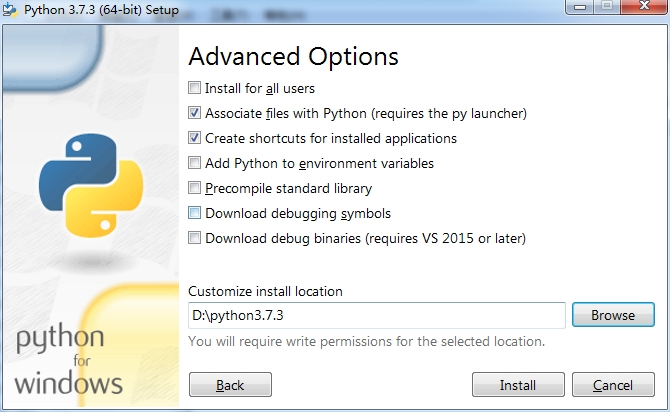 Python 3.7.3 (64-bit) Setup
Advanced Options
Install for all users
Associate files with Python (requires the py launcher)
Create shortcuts for installed applications
Add Python to environment variables
Precompile standard library
Download debugging symbols
Download debug binaries (requires VS 2015 or later)
Customize install location
D:\python3.7.3
Browse
You will require write permissions for the selected location.
python
for
windows
Back
Install
Cancel